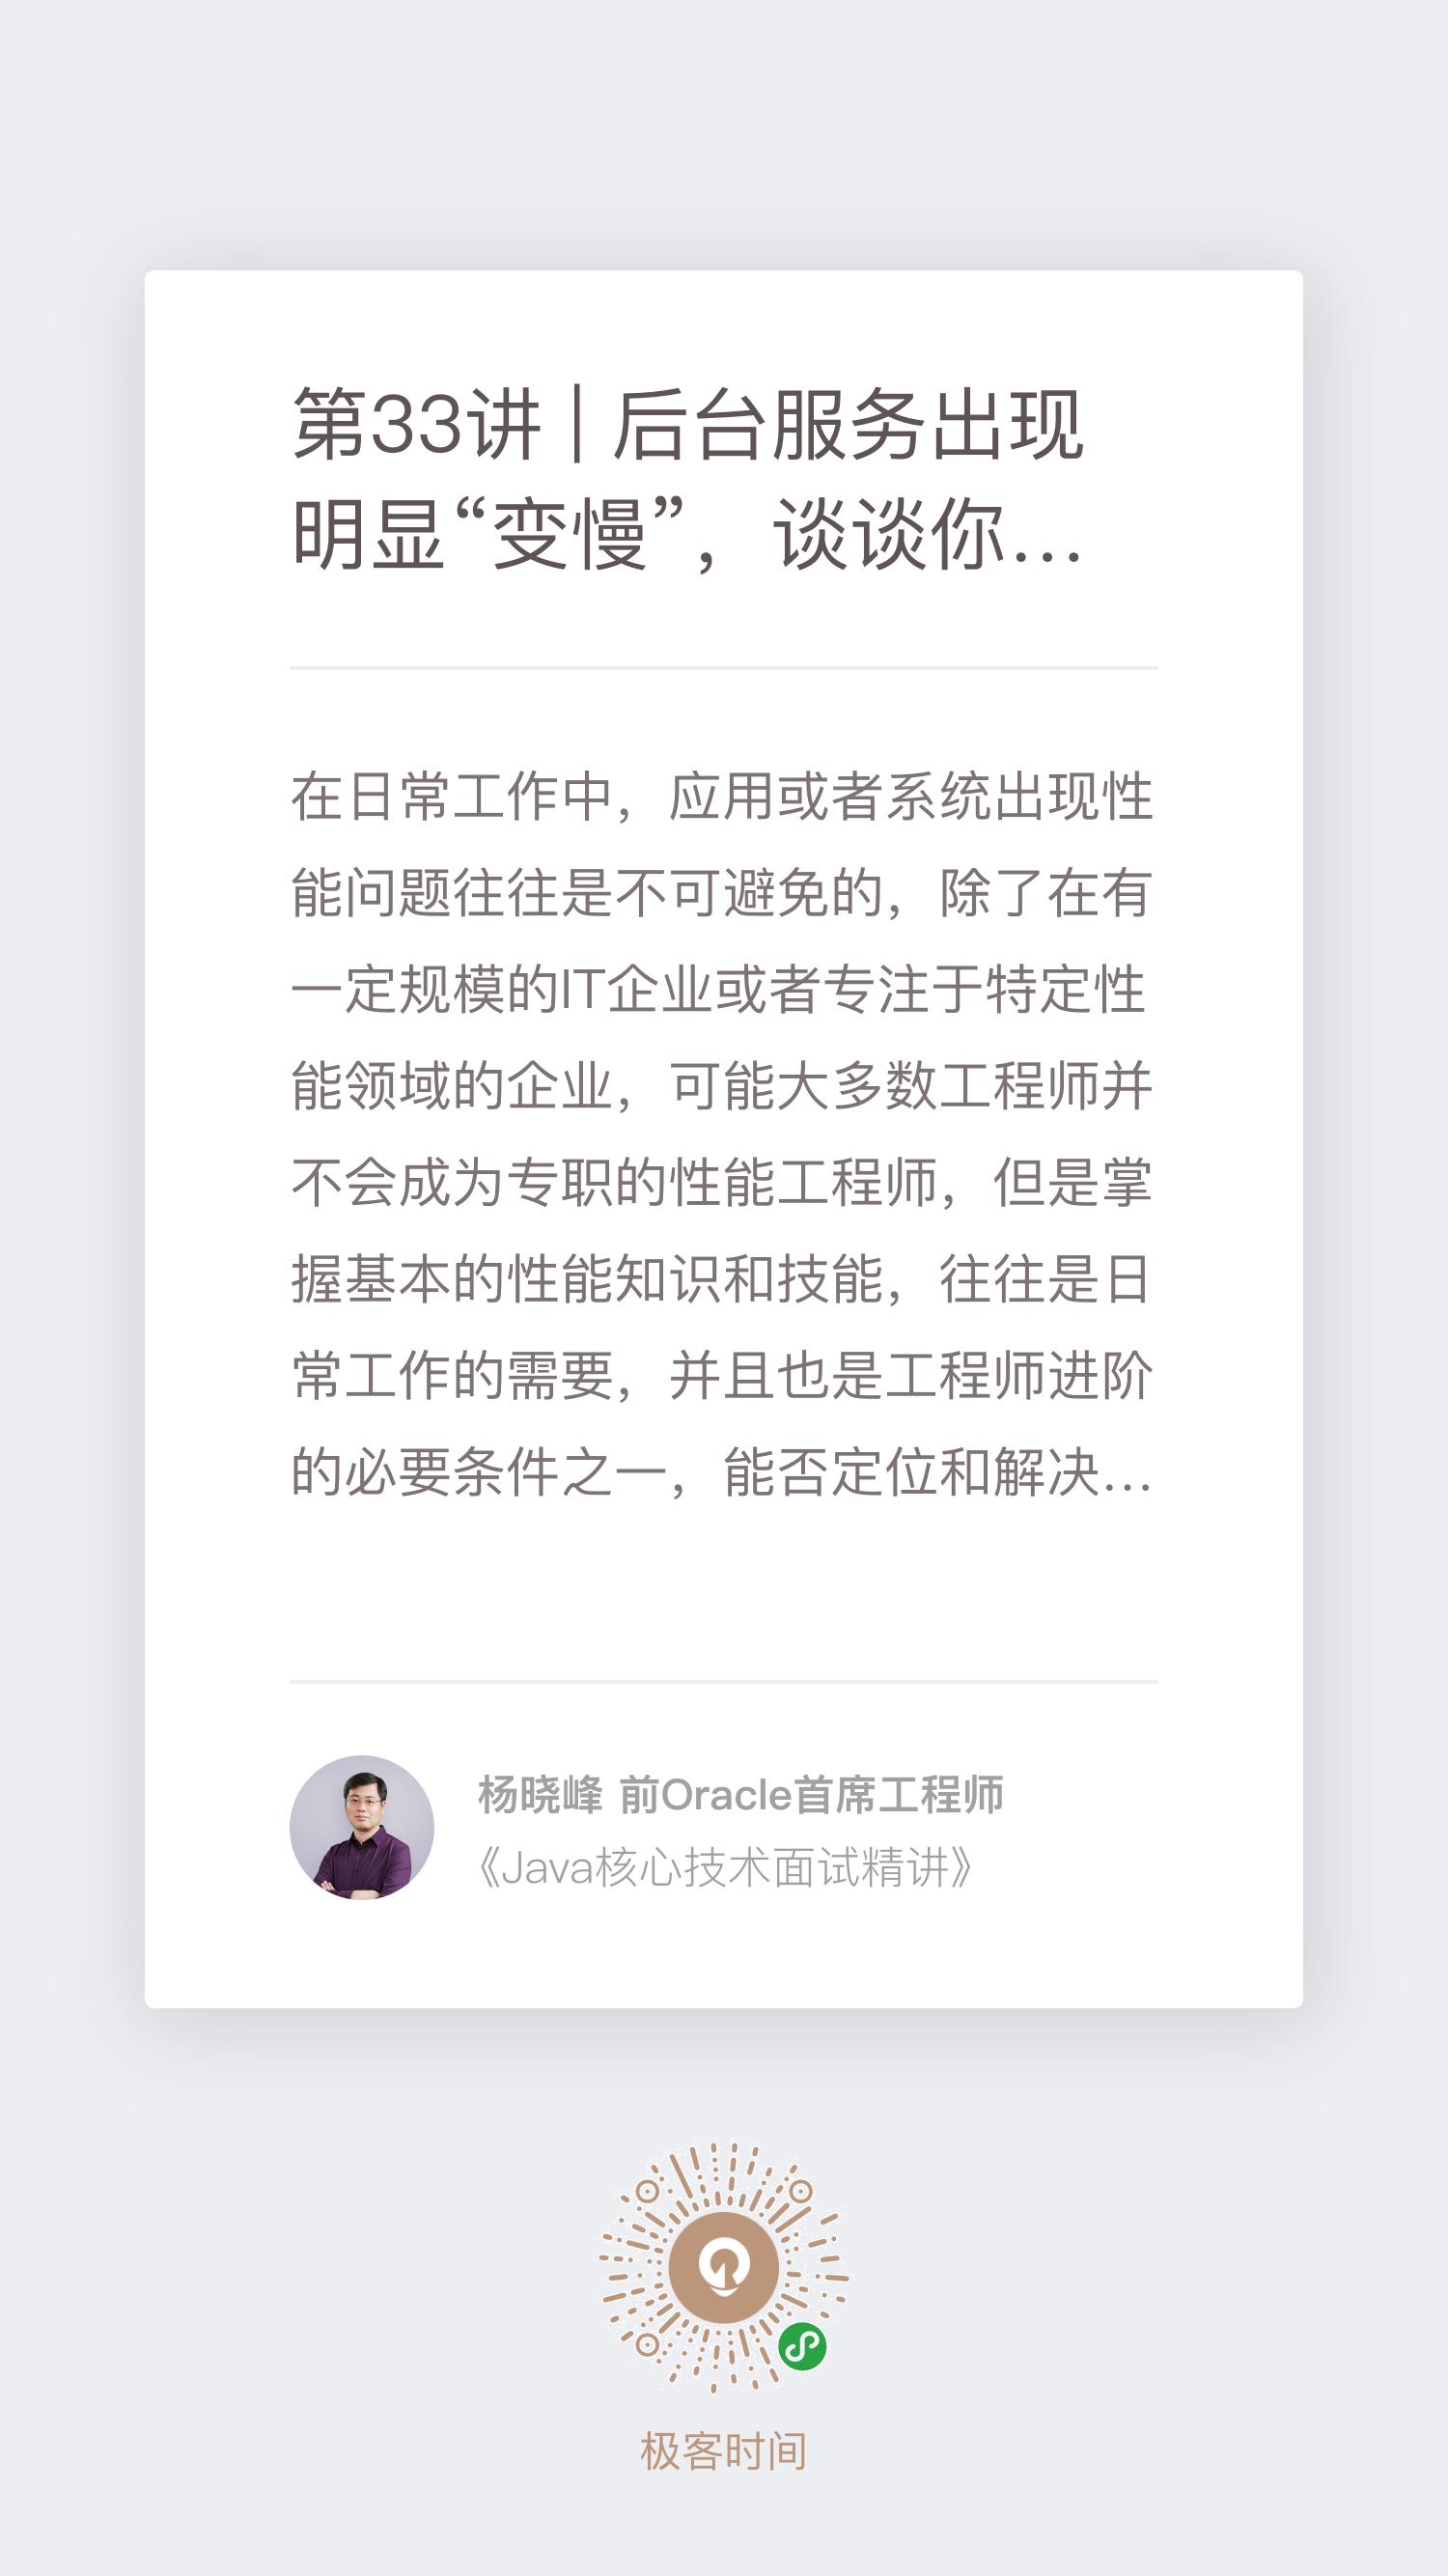 第33讲 | 后台服务出现
明显“变慢”，谈谈你...
在日常工作中，应用或者系统出现性
能问题往往是不可避免的，除了在有
一定规模的IT企业或者专注于特定性
能领域的企业，可能大多数工程师并
不会成为专职的性能工程师，但是掌
握基本的性能知识和技能，往往是日
常工作的需要，并且也是工程师进阶
的必要条件之一，能否定位和解决...
杨晓峰 前Oracle首席工程师
《Java核心技术面试精讲》
极客时间